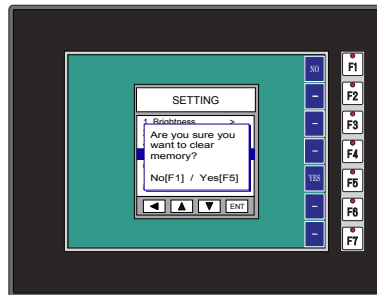 SETTING
1. Brightness >
Are you sure you
want to clear
memory?
No[F1] / Yes[F5]
ENT
NO
–
–
–
YES
–
–
F1
F2
F3
F4
F5
F6
F7